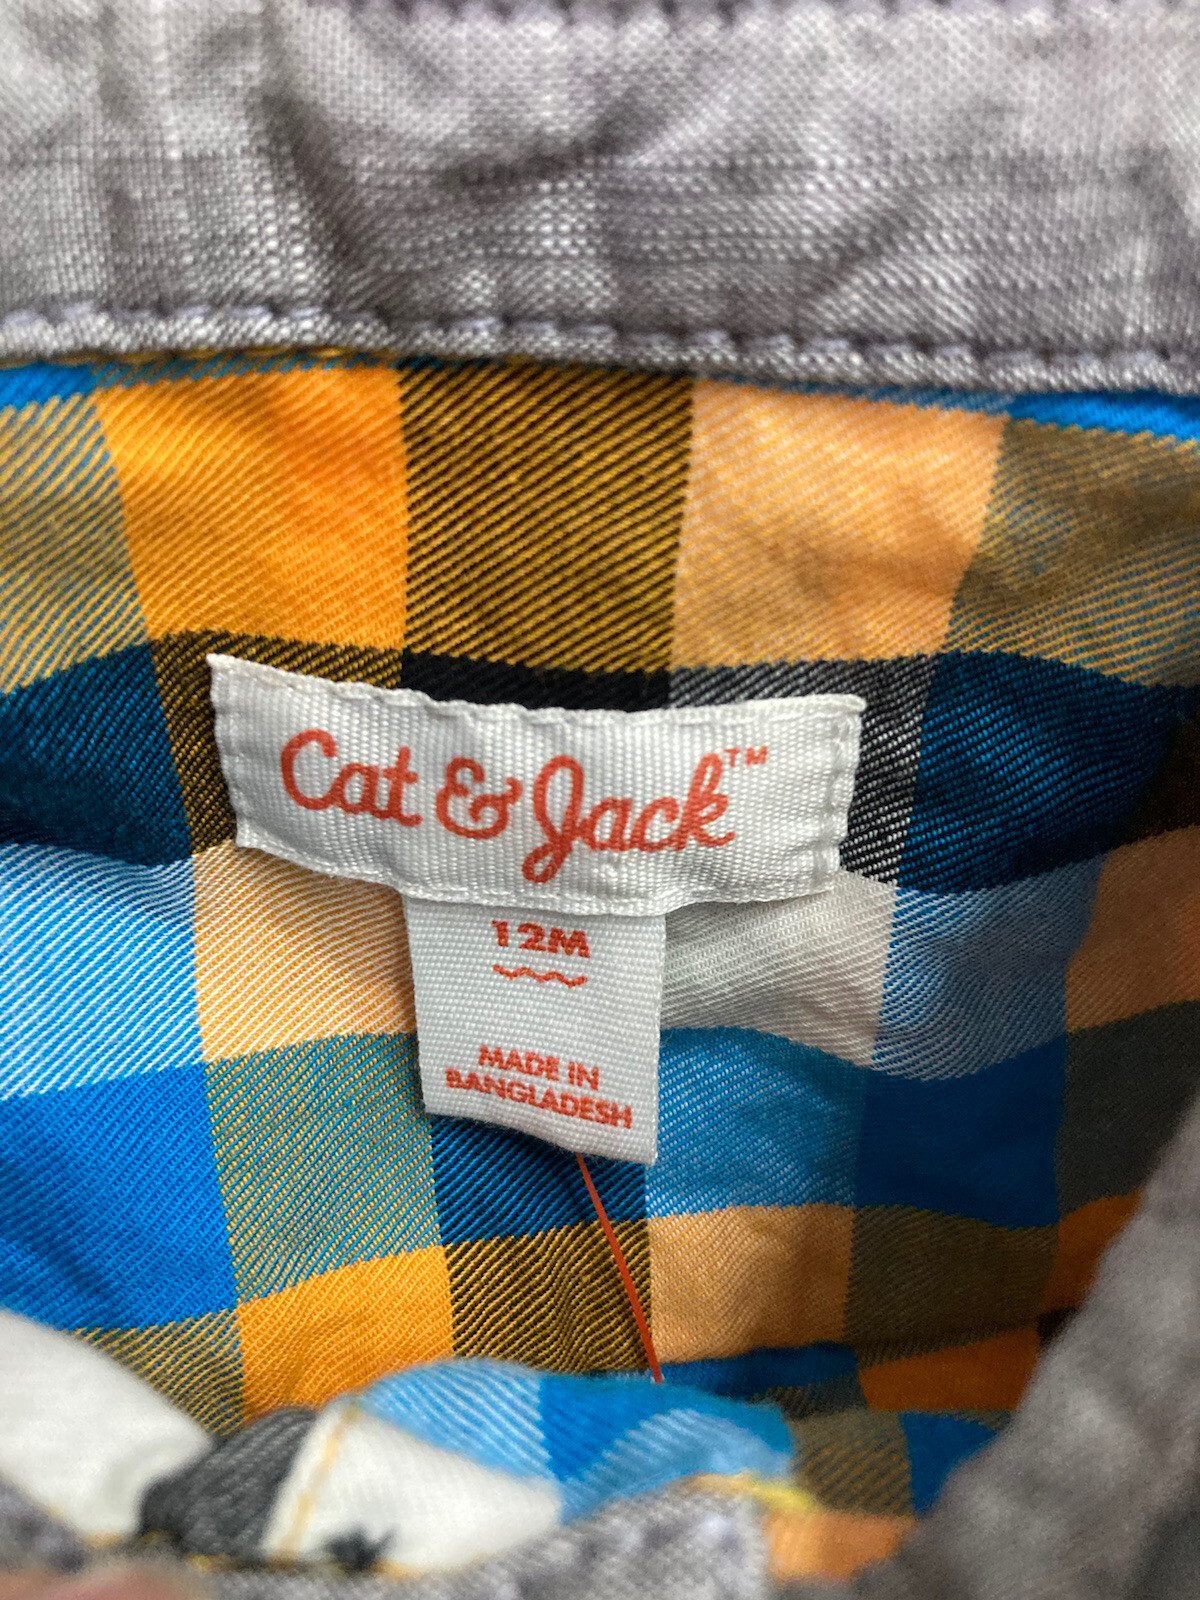 Cat & Jack™
12M
MADE IN
BANGLADESH